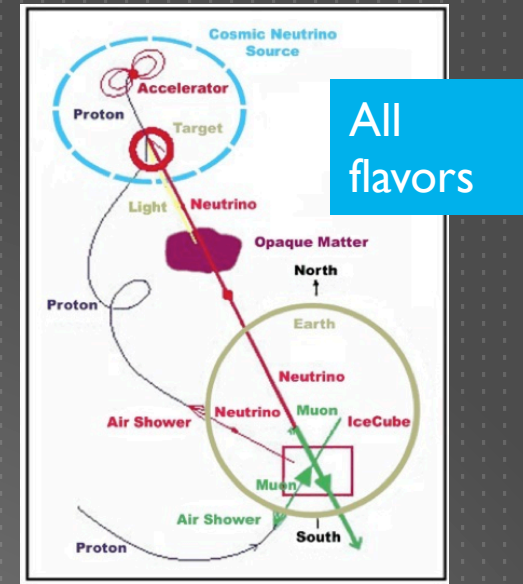 Cosmic Neutrino
Source
Accelerator
Proton
Target
All
flavors
Light
Neutrino
Opaque Matter
North
Proton
Earth
Neutrino
Neutrino
Muon
IceCube
Air Shower
Muon
Air Shower
South
Proton